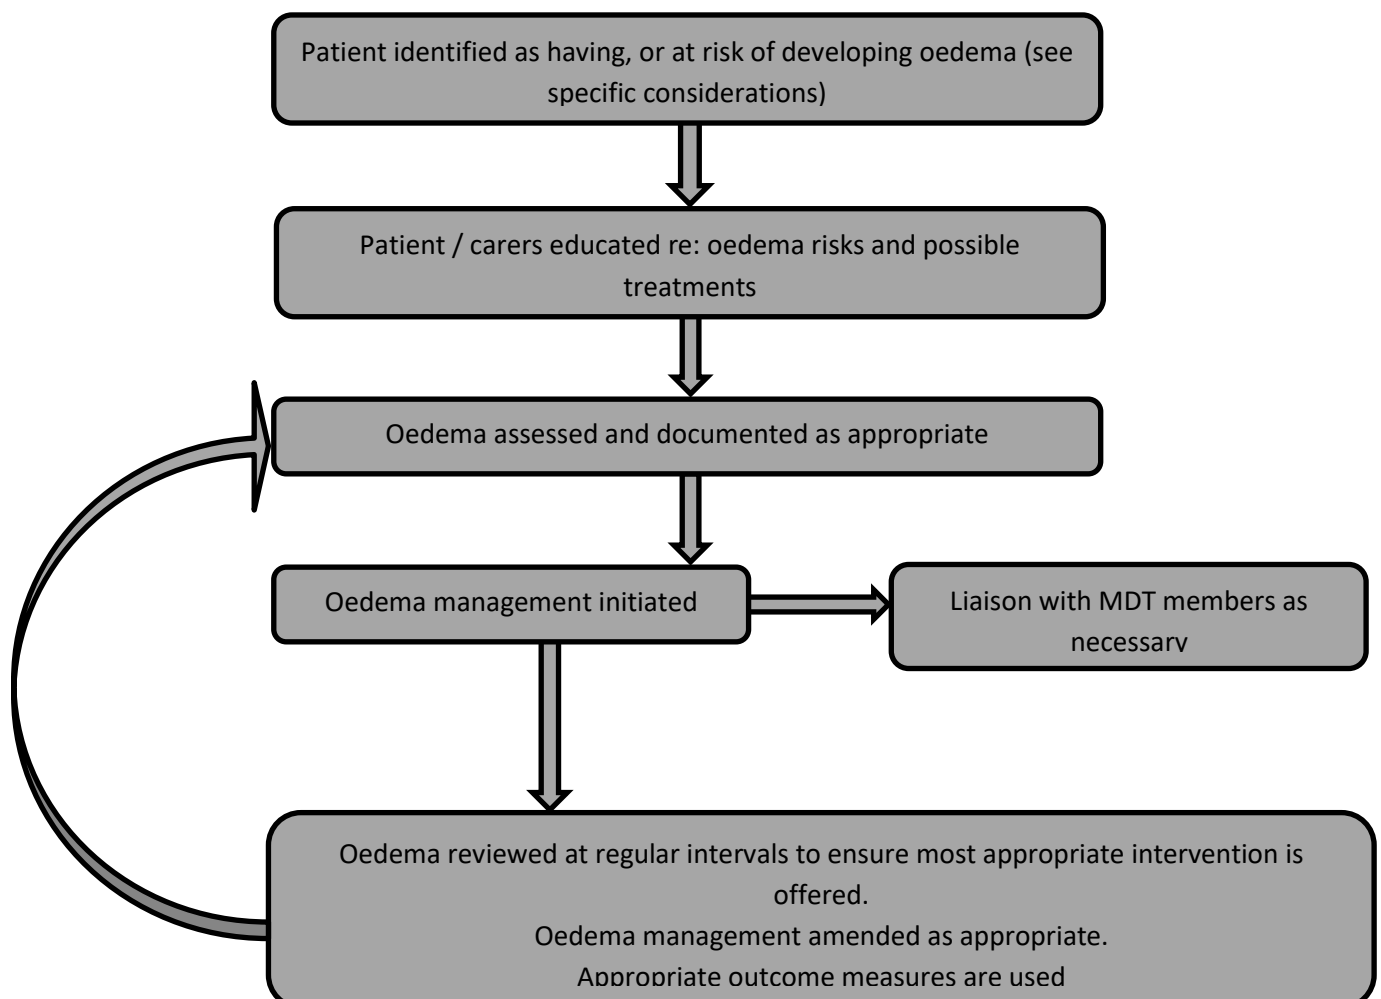 Patient identified as having, or at risk of developing oedema (see
specific considerations)
Patient / carers educated re: oedema risks and possible
treatments
Oedema assessed and documented as appropriate
Oedema management initiated
Liaison with MDT members as
necessary
Oedema reviewed at regular intervals to ensure most appropriate intervention is
offered.
Oedema management amended as appropriate.
Appropriate outcome measures are used